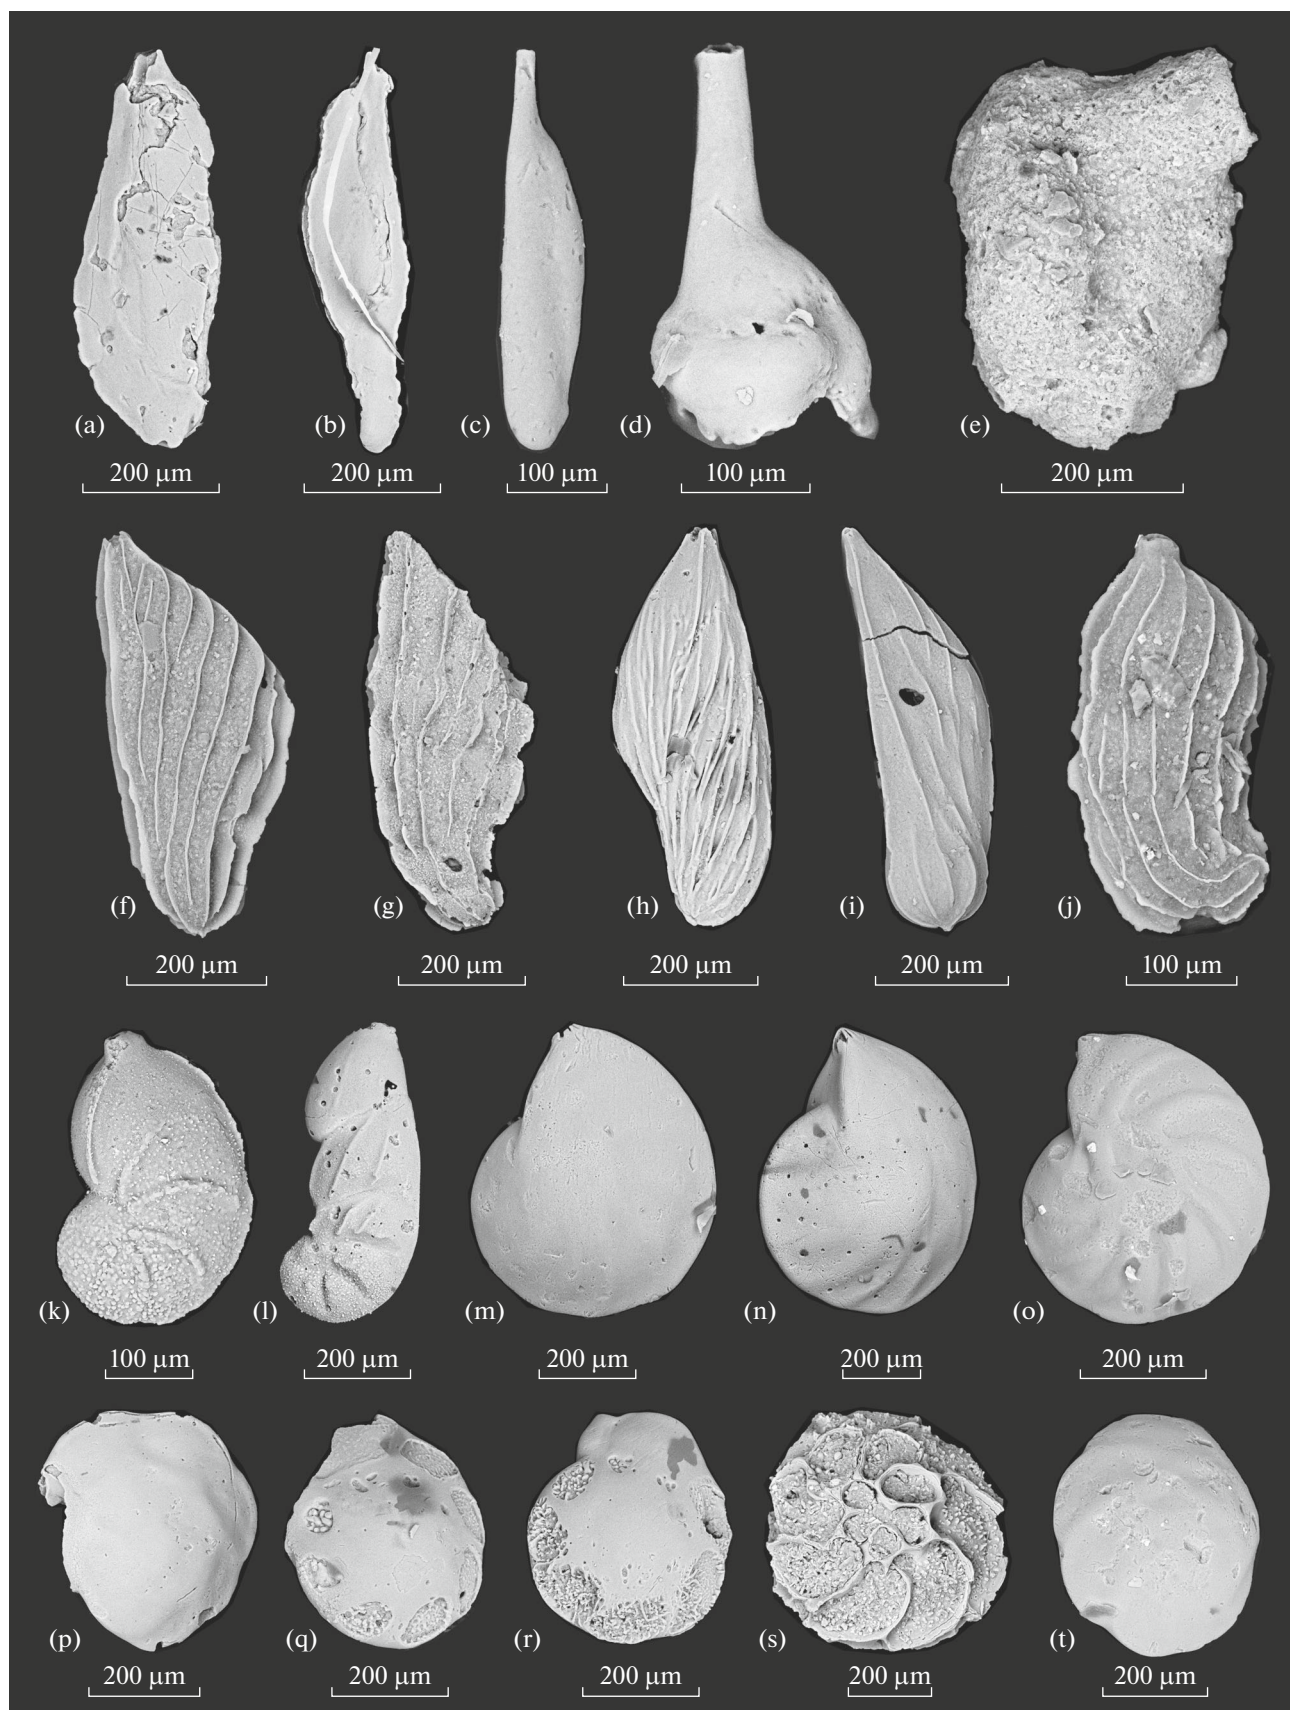 (a) (b) (c) (d) (e)
200 μm 200 μm 100 μm 100 μm 200 μm
(f) (g) (h) (i) (j)
200 μm 200 μm 200 μm 200 μm 100 μm
(k) (l) (m) (n) (o)
100 μm 200 μm 200 μm 200 μm 200 μm
(p) (q) (r) (s) (t)
200 μm 200 μm 200 μm 200 μm 200 μm